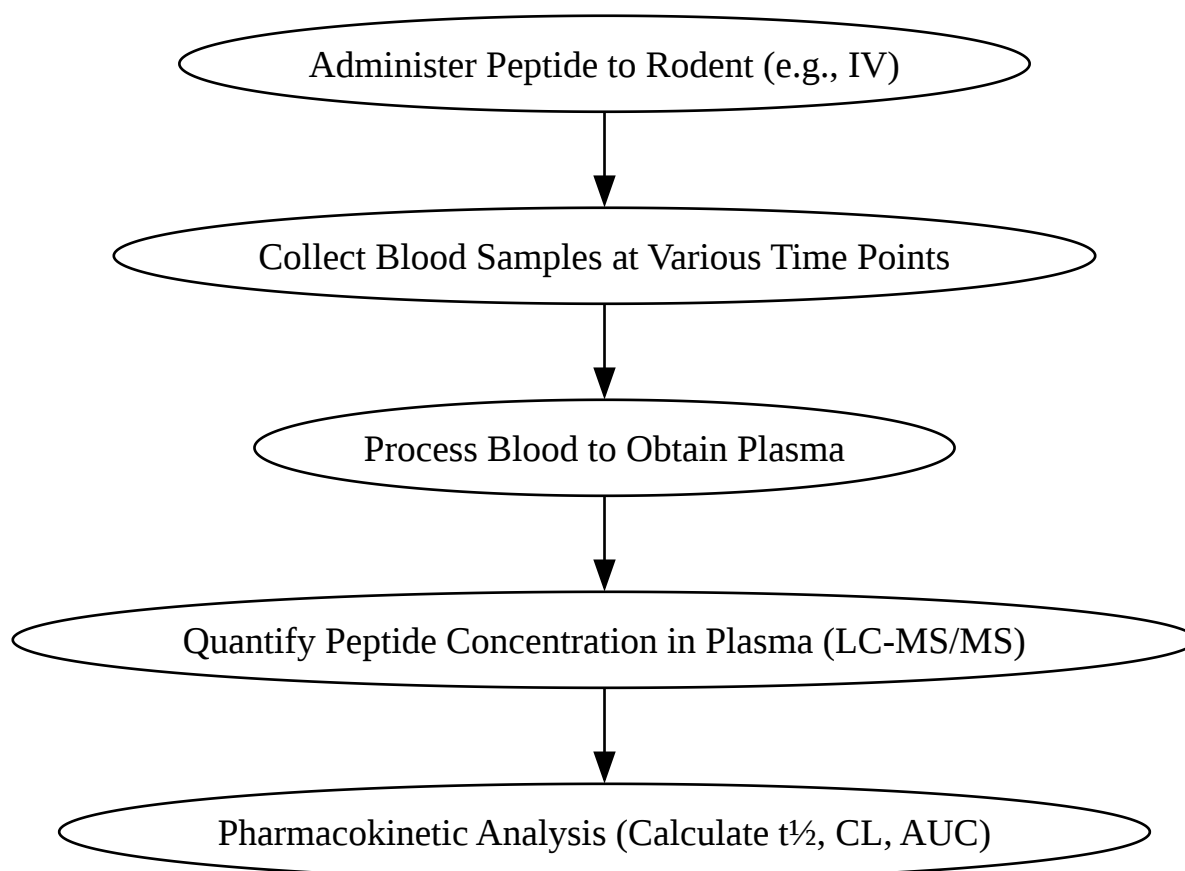 Administer Peptide to Rodent (e.g., IV)
Collect Blood Samples at Various Time Points
Process Blood to Obtain Plasma
Quantify Peptide Concentration in Plasma (LC-MS/MS)
Pharmacokinetic Analysis (Calculate t½, CL, AUC)